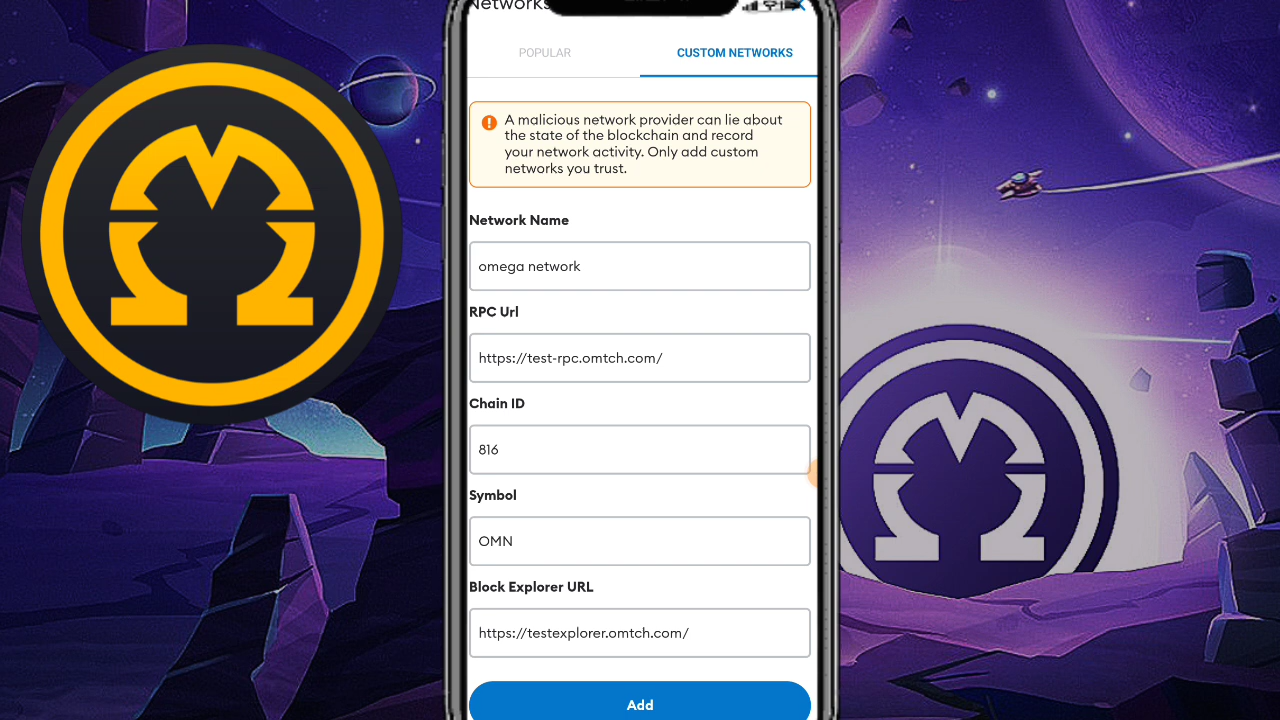 Networks
POPULAR
CUSTOM NETWORKS
A malicious network provider can lie about
the state of the blockchain and record
your network activity. Only add custom
networks you trust.
Network Name
omega network
RPC Url
https://test-rpc.omtch.com/
Chain ID
816
Symbol
OMN
Block Explorer URL
https://testexplorer.omtch.com/
Add